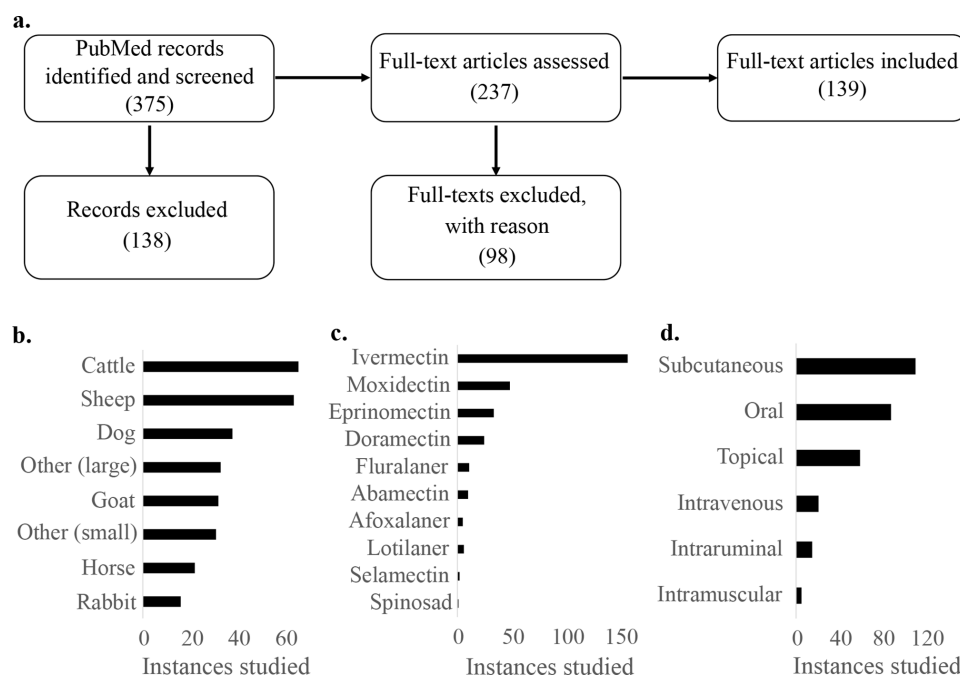 a.
PubMed records
identified and screened
(375)
Full-text articles assessed
(237)
Full-text articles included
(139)
Records excluded
(138)
Full-texts excluded,
with reason
(98)
b.
Cattle
Sheep
Dog
Other (large)
Goat
Other (small)
Horse
Rabbit
0 20 40 60
Instances studied
c.
Ivermectin
Moxidectin
Eprinomectin
Doramectin
Fluralaner
Abamectin
Afoxalaner
Lotilaner
Selamectin
Spinosad
0 50 100 150
Instances studied
d.
Subcutaneous
Oral
Topical
Intravenous
Intraruminal
Intramuscular
0 40 80 120
Instances studied